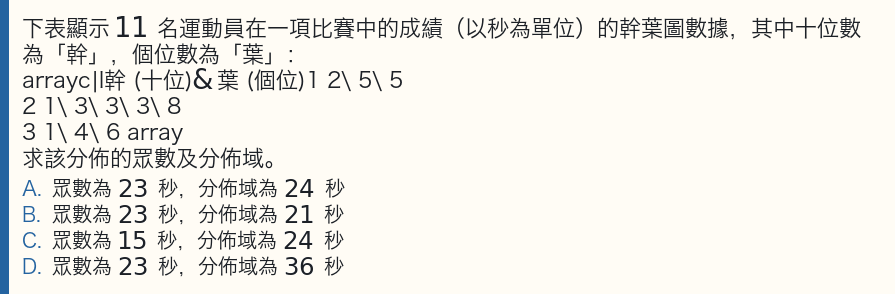 下表顯示 11 名運動員在一項比賽中的成績（以秒為單位）的幹葉圖數據，其中十位數
為「幹」，個位數為「葉」：
arrayc|l幹 (十位)& 葉 (個位)1 2\ 5\ 5
2 1\ 3\ 3\ 3\ 8
3 1\ 4\ 6 array
求該分佈的眾數及分佈域。
A. 眾數為 23 秒，分佈域為 24 秒
B. 眾數為 23 秒，分佈域為 21 秒
C. 眾數為 15 秒，分佈域為 24 秒
D. 眾數為 23 秒，分佈域為 36 秒